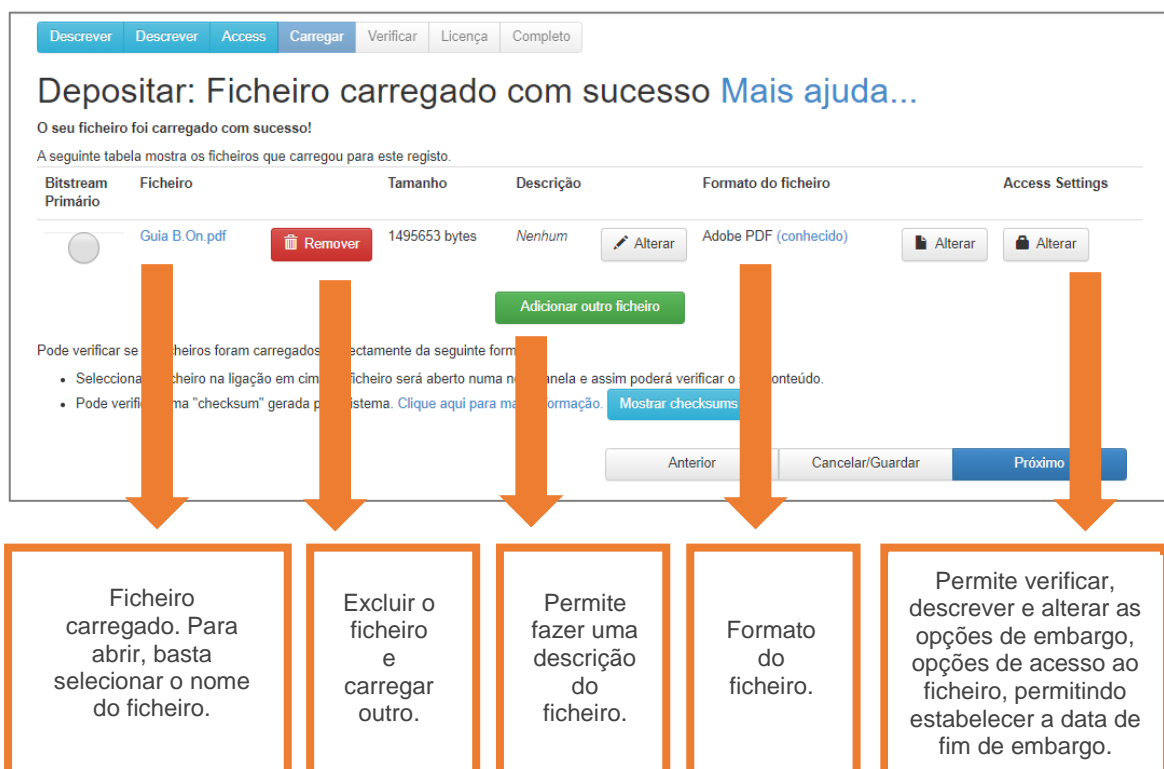 Descrever Descrever Access Carregar Verificar Licença Completo
Depositar: Ficheiro carregado com sucesso Mais ajuda...
O seu ficheiro foi carregado com sucesso!
A seguinte tabela mostra os ficheiros que carregou para este registo.
Bitstream Primário Ficheiro Tamanho Descrição Formato do ficheiro Access Settings
Guia B.On.pdf Remover 1495653 bytes Nenhum Alterar Adobe PDF (conhecido) Alterar Alterar
Adicionar outro ficheiro
Pode verificar se cheiros foram carregados ectamente da seguinte form
Seleccion cheiro na ligação em cim ficheiro será aberto numa n anela e assim poderá verificar o s onteúdo.
Pode verifi ma "checksum" gerada p istema. Clique aqui para ma formação. Mostrar checksums
Anterior Cancelar/Guardar Próximo
Ficheiro
carregado. Para
abrir, basta
selecionar o nome
do ficheiro.
Excluir o
ficheiro
e
carregar
outro.
Permite
fazer uma
descrição
do
ficheiro.
Formato
do
ficheiro.
Permite verificar,
descrever e alterar as
opções de embargo,
opções de acesso ao
ficheiro, permitindo
estabelecer a data de
fim de embargo.